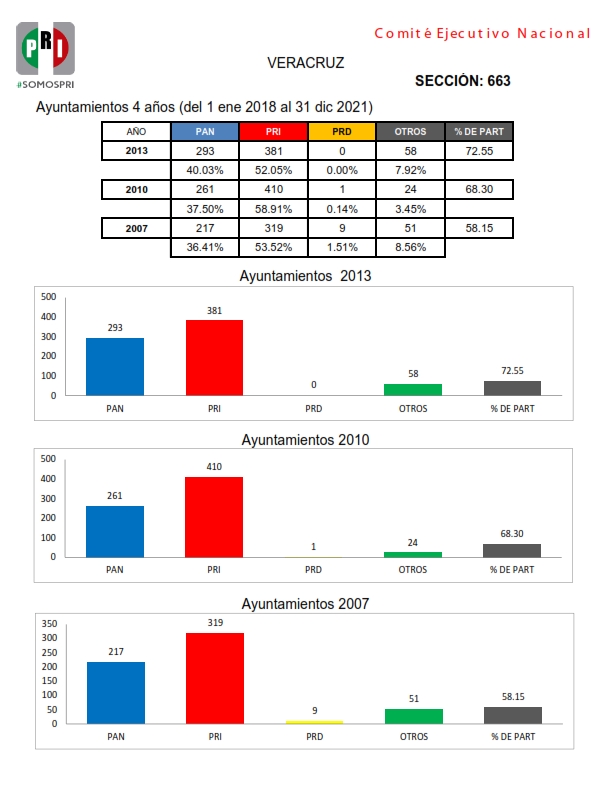 Comité Ejecutivo Nacional
PRI
#SOMOSPRI
VERACRUZ
SECCIÓN: 663
Ayuntamientos 4 años (del 1 ene 2018 al 31 dic 2021)
AÑO PAN PRI PRD OTROS % DE PART
2013 293 381 0 58 72.55
40.03% 52.05% 0.00% 7.92%
2010 261 410 1 24 68.30
37.50% 58.91% 0.14% 3.45%
2007 217 319 9 51 58.15
36.41% 53.52% 1.51% 8.56%
Ayuntamientos 2013
500
400
300
200
100
0
293 381 0 58 72.55
PAN PRI PRD OTROS % DE PART
Ayuntamientos 2010
500
400
300
200
100
0
261 410 1 24 68.30
PAN PRI PRD OTROS % DE PART
Ayuntamientos 2007
350
300
250
200
150
100
50
0
217 319 9 51 58.15
PAN PRI PRD OTROS % DE PART